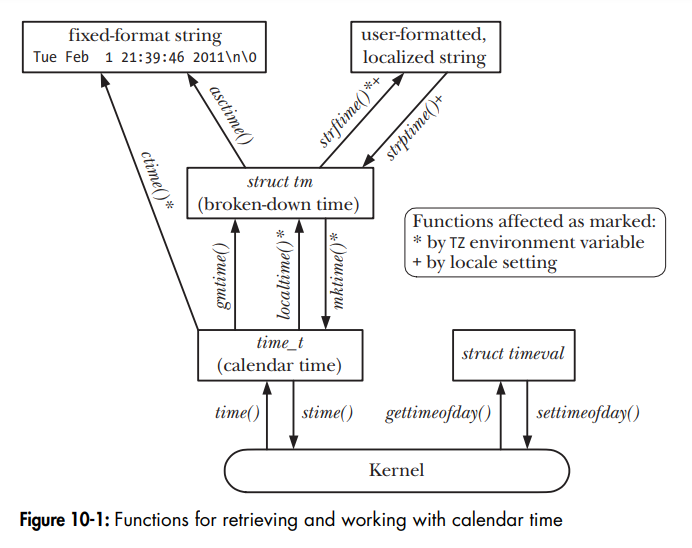 fixed-format string
Tue Feb  1 21:39:46 2011\n\0
user-formatted,
localized string
asctime()
strftime()*+
strptime()+
ctime()*
struct tm
(broken-down time)
Functions affected as marked:
* by TZ environment variable
+ by locale setting
gmtime()
localtime()*
mktime()*
time_t
(calendar time)
struct timeval
time()
stime()
gettimeofday()
settimeofday()
Kernel
Figure 10-1: Functions for retrieving and working with calendar time